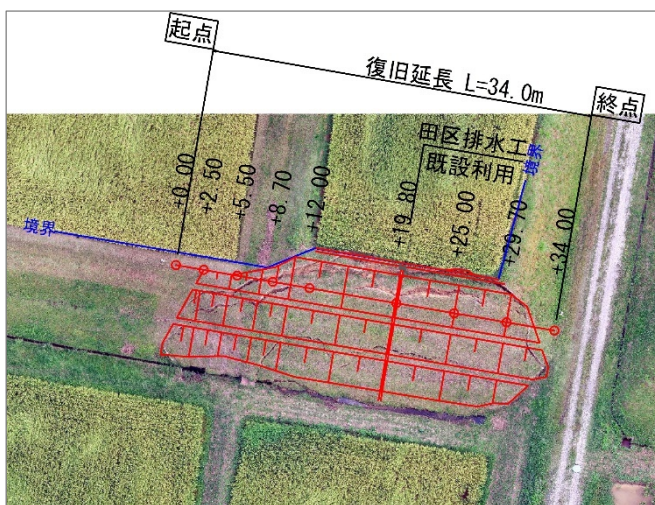 起点
復旧延長 L=34.0m
終点
田区排水工
既設利用
境界
境界
+0.00
+2.50
+5.50
+8.70
+12.00
+19.80
+25.00
+29.70
+34.00